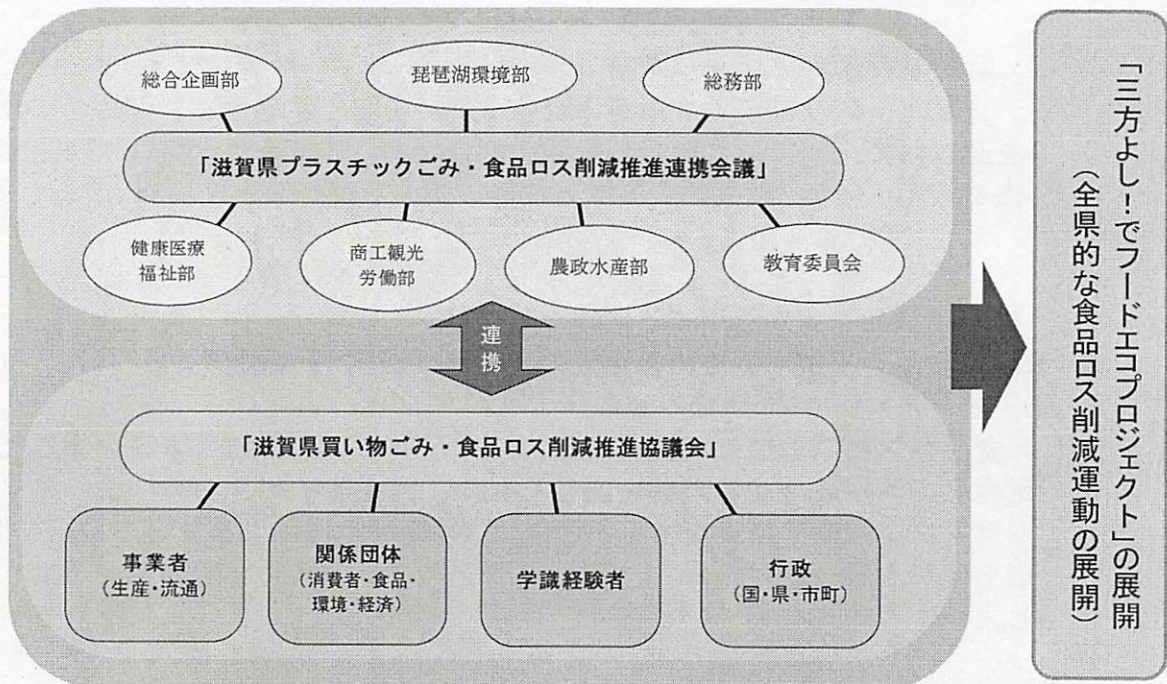 総合企画部
琵琶湖環境部
総務部
「滋賀県プラスチックごみ・食品ロス削減推進連携会議」
健康医療
福祉部
商工観光
労働部
農政水産部
教育委員会
連携
「滋賀県買い物ごみ・食品ロス削減推進協議会」
事業者
(生産・流通)
関係団体
(消費者・食品・
環境・経済)
学識経験者
行政
(国・県・市町)
「三方よし！でフードエコプロジェクト」の展開
(全県的な食品ロス削減運動の展開)